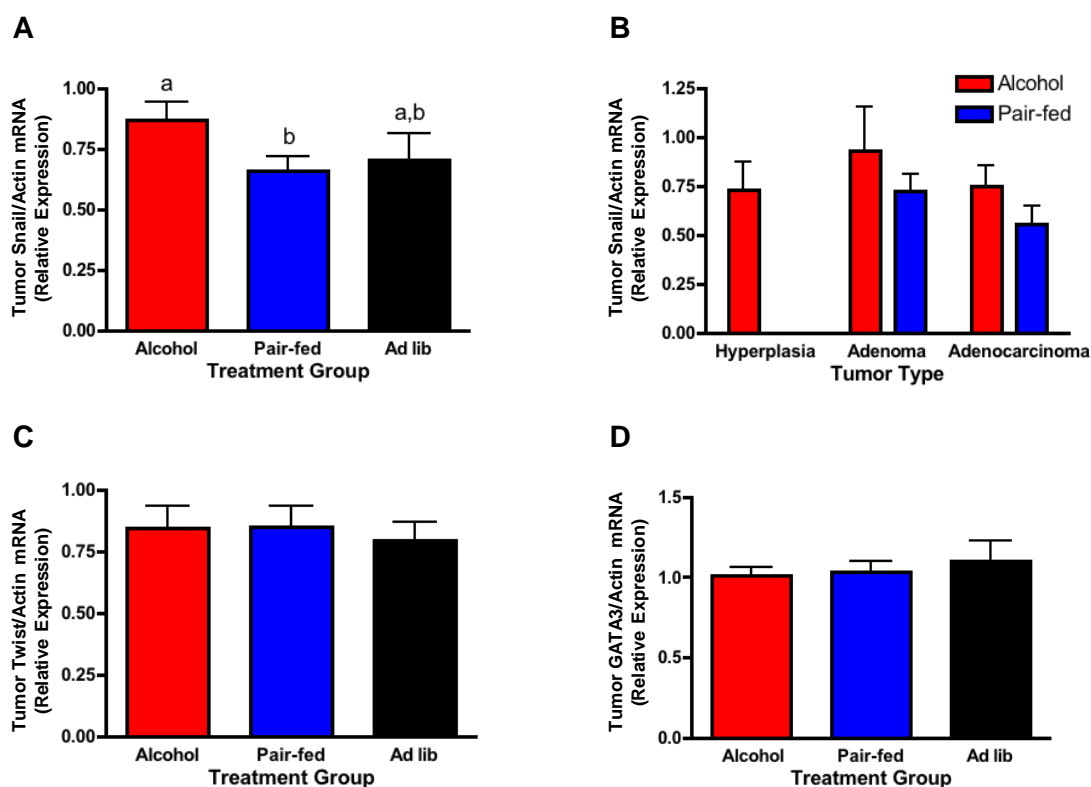 A
Tumor Snail/Actin mRNA
(Relative Expression)
1.00
0.75
0.50
0.25
0.00
a
b
a,b
Alcohol Pair-fed Ad lib
Treatment Group
B
Tumor Snail/Actin mRNA
(Relative Expression)
1.25
1.00
0.75
0.50
0.25
0.00
Alcohol
Pair-fed
Hyperplasia Adenoma Adenocarcinoma
Tumor Type
C
Tumor Twist/Actin mRNA
(Relative Expression)
1.00
0.75
0.50
0.25
0.00
Alcohol Pair-fed Ad lib
Treatment Group
D
Tumor GATA3/Actin mRNA
(Relative Expression)
1.5
1.0
0.5
0.0
Alcohol Pair-fed Ad lib
Treatment Group